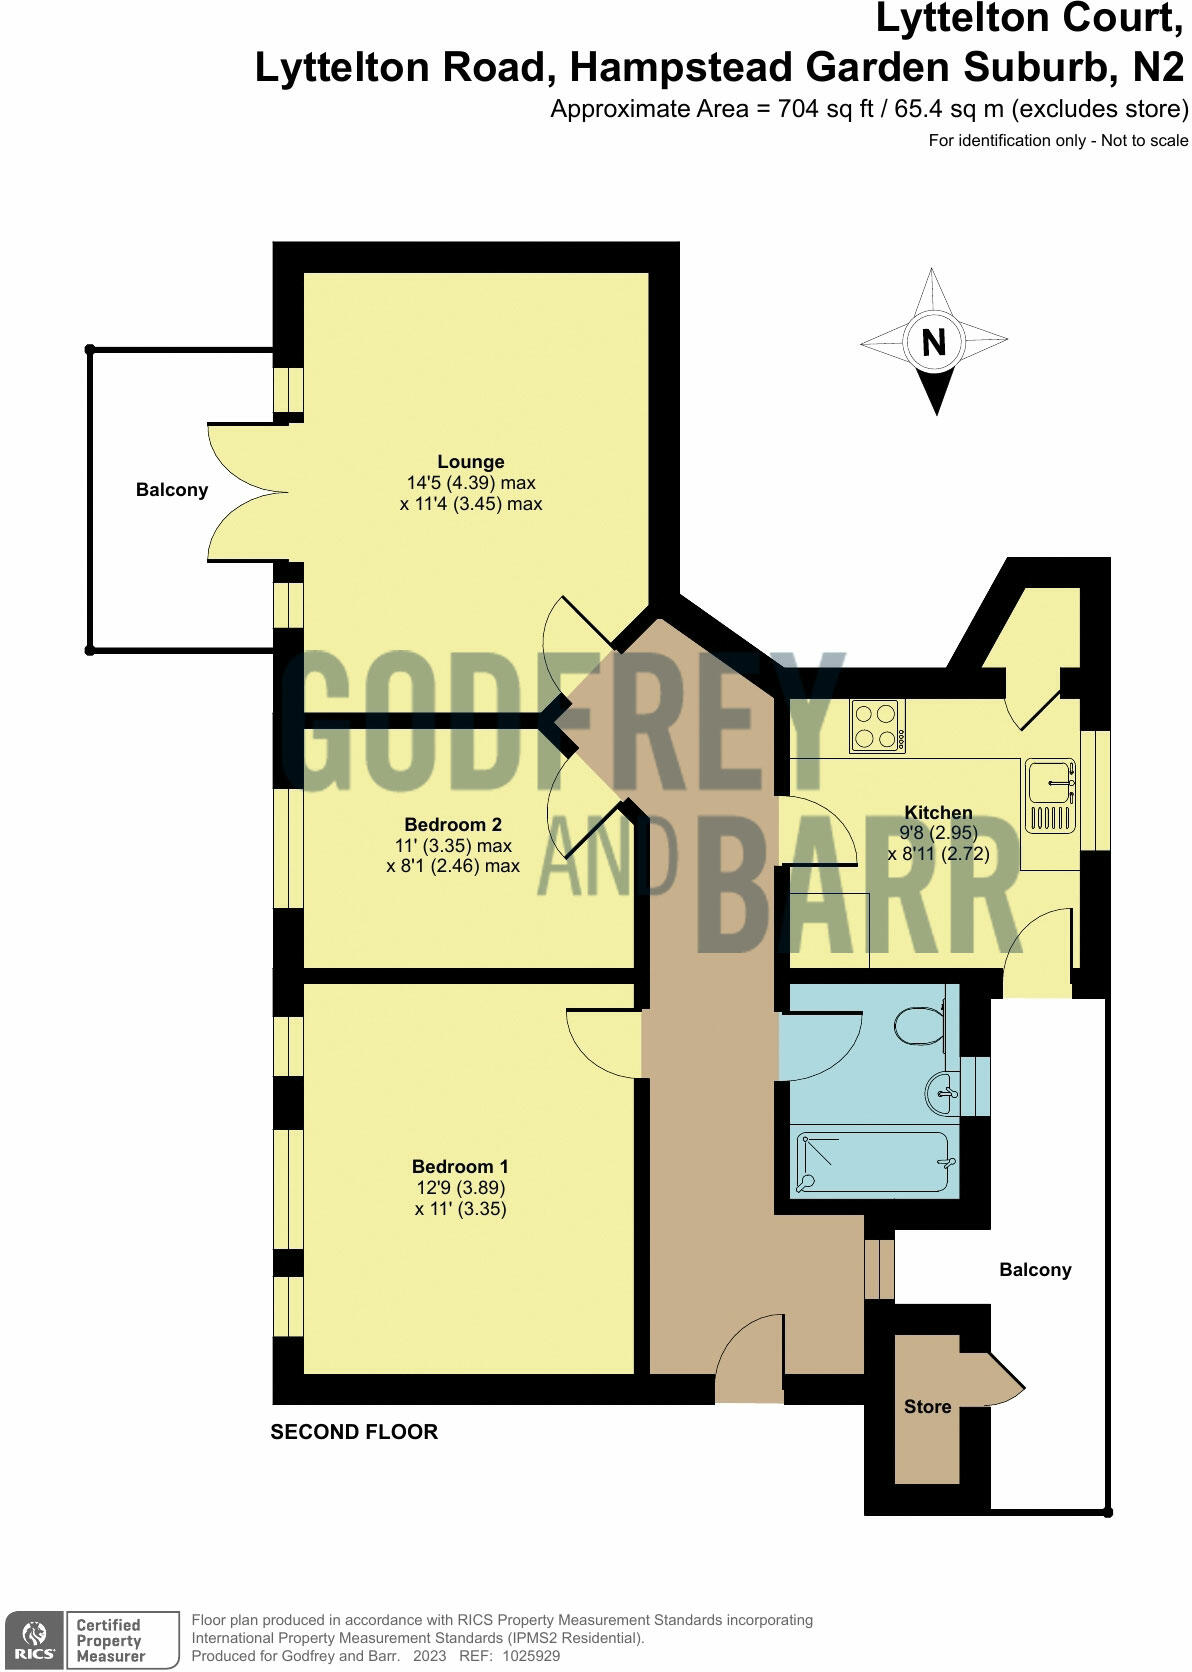 Lyttelton Court,
Lyttelton Road, Hampstead Garden Suburb, N2
Approximate Area = 704 sq ft / 65.4 sq m (excludes store)
For identification only - Not to scale
N
Lounge
14'5 (4.39) max
x 11'4 (3.45) max
Balcony
GODFREY
AND
BARR
Bedroom 2
11' (3.35) max
x 8'1 (2.46) max
Kitchen
9'8 (2.95)
x 8'11 (2.72)
Bedroom 1
12'9 (3.89)
x 11' (3.35)
Balcony
Store
SECOND FLOOR
RICS
Certified
Property
Measurer
Floor plan produced in accordance with RICS Property Measurement Standards incorporating
International Property Measurement Standards (IPMS2 Residential).
Produced for Godfrey and Barr. 2023 REF: 1025929